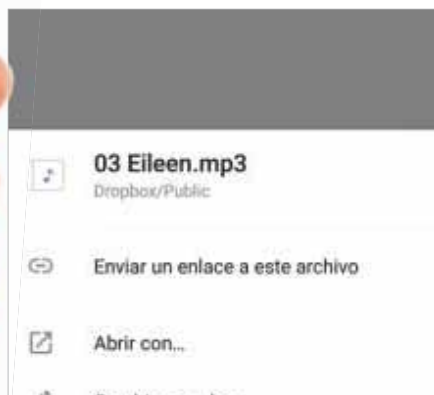 03 Eileen.mp3
Dropbox/Public
Enviar un enlace a este archivo
Abrir con...